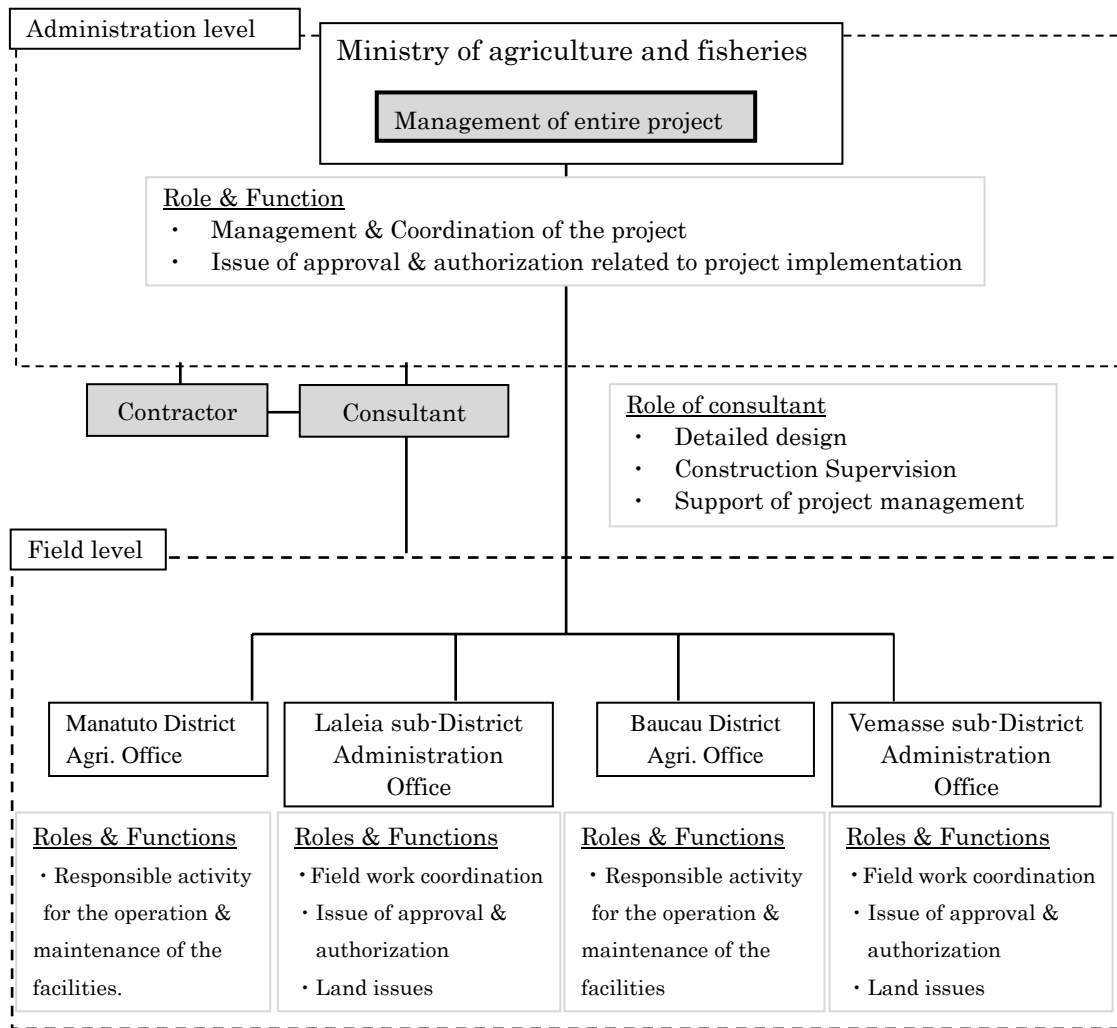 Administration level
Ministry of agriculture and fisheries
Management of entire project
Role & Function
・ Management & Coordination of the project
・ Issue of approval & authorization related to project implementation
Contractor
Consultant
Role of consultant
・ Detailed design
・ Construction Supervision
・ Support of project management
Field level
Manatuto District
Agri. Office
Laleia sub-District
Administration
Office
Baucau District
Agri. Office
Vemasse sub-District
Administration
Office
Roles & Functions
・Responsible activity
for the operation &
maintenance of the
facilities.
Roles & Functions
・Field work coordination
・Issue of approval &
authorization
・Land issues
Roles & Functions
・Responsible activity
for the operation &
maintenance of the
facilities
Roles & Functions
・Field work coordination
・Issue of approval &
authorization
・Land issues